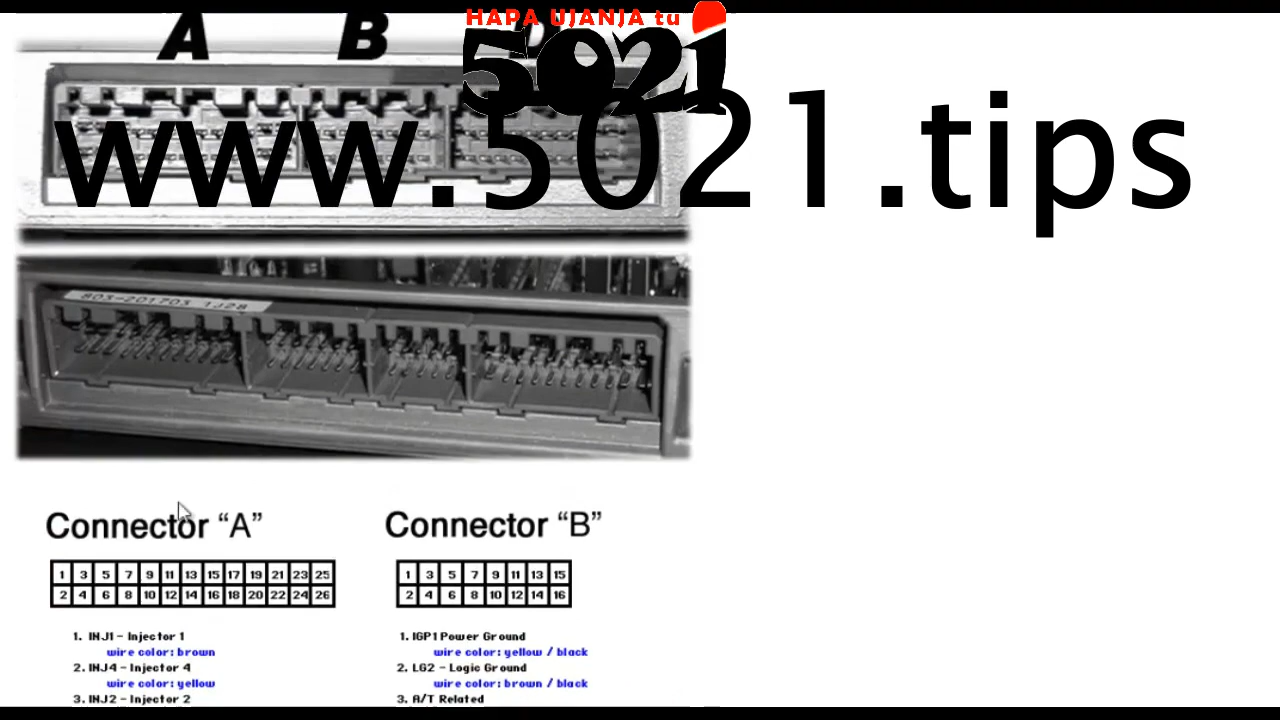 HAPA UJANJA tu
A B D
5021
www.5021.tips
803-201703 1J28
Connector “A”
1 3 5 7 9 11 13 15 17 19 21 23 25
2 4 6 8 10 12 14 16 18 20 22 24 26
1. INJ1 - Injector 1
wire color: brown
2. INJ4 - Injector 4
wire color: yellow
3. INJ2 - Injector 2
Connector “B”
1 3 5 7 9 11 13 15
2 4 6 8 10 12 14 16
1. IGP1 Power Ground
wire color: yellow / black
2. LG2 - Logic Ground
wire color: brown / black
3. A/T Related